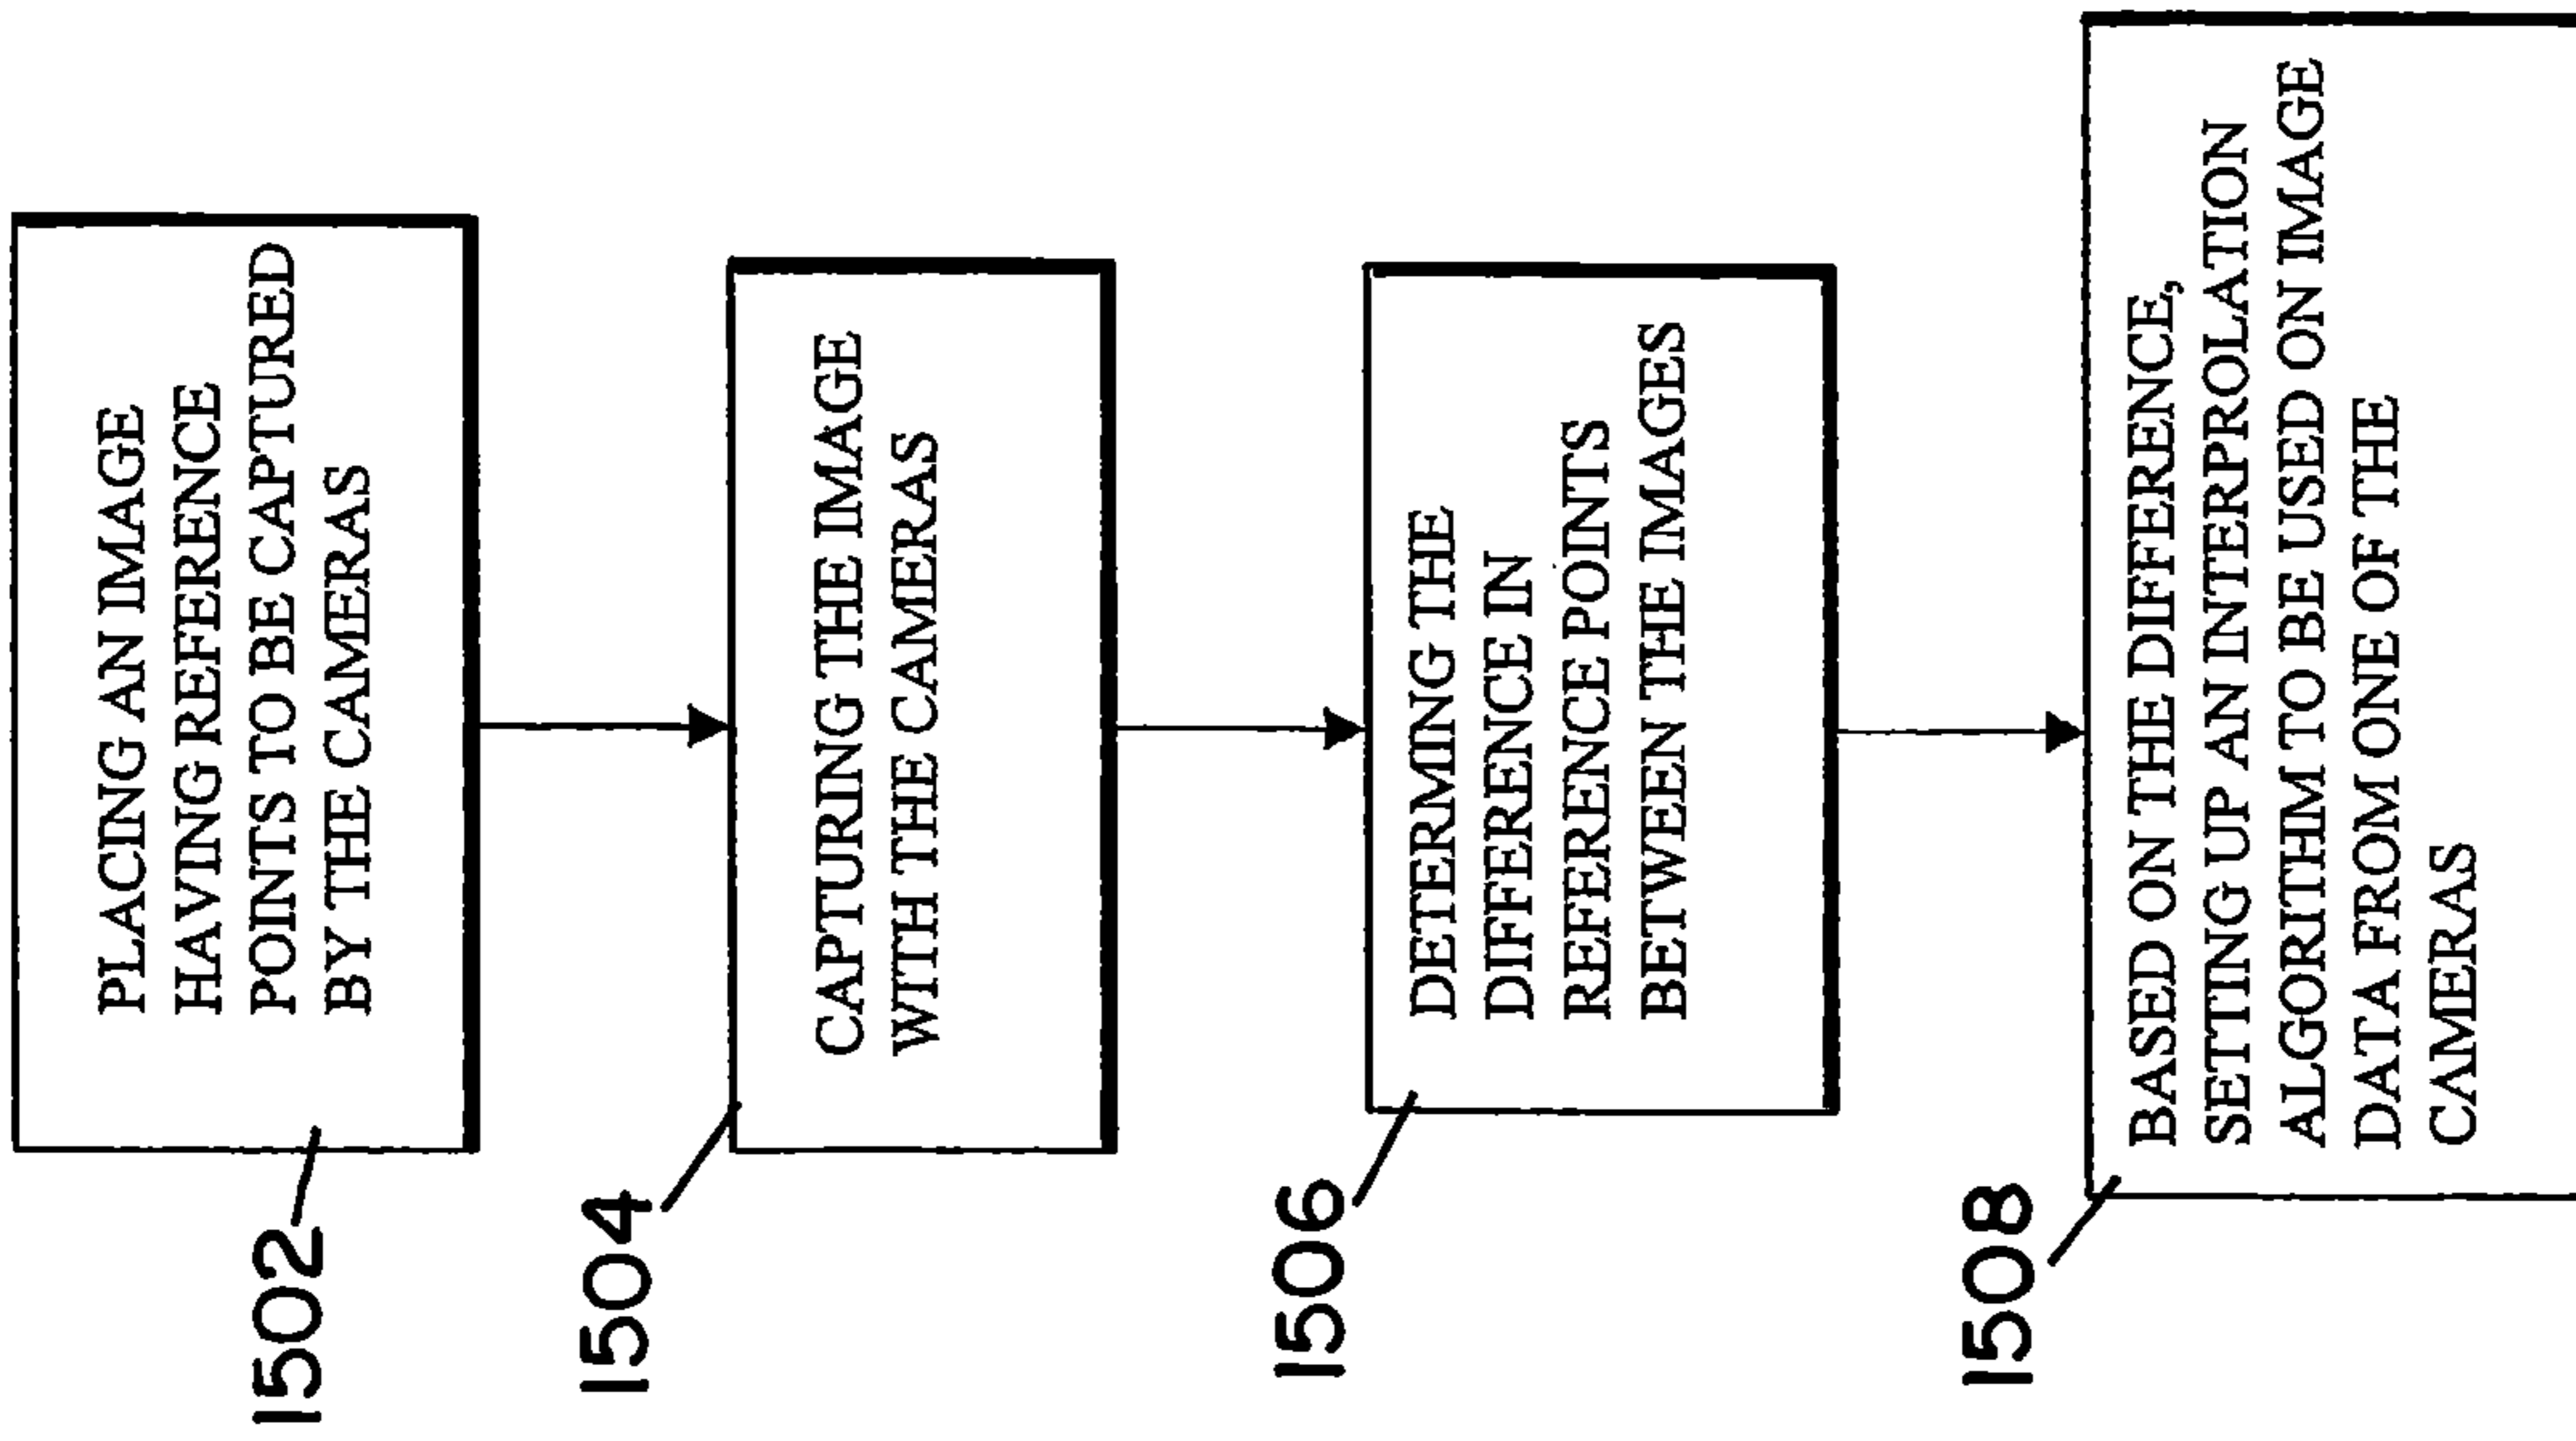 PLACING AN IMAGE
HAVING REFERENCE
POINTS TO BE CAPTURED
BY THE CAMERAS
1502
CAPTURING THE IMAGE
WITH THE CAMERAS
1504
DETERMING THE
DIFFERENCE IN
REFERENCE POINTS
BETWEEN THE IMAGES
1506
BASED ON THE DIFFERENCE,
SETTING UP AN INTERPROLATION
ALGORITHM TO BE USED ON IMAGE
DATA FROM ONE OF THE
CAMERAS
1508